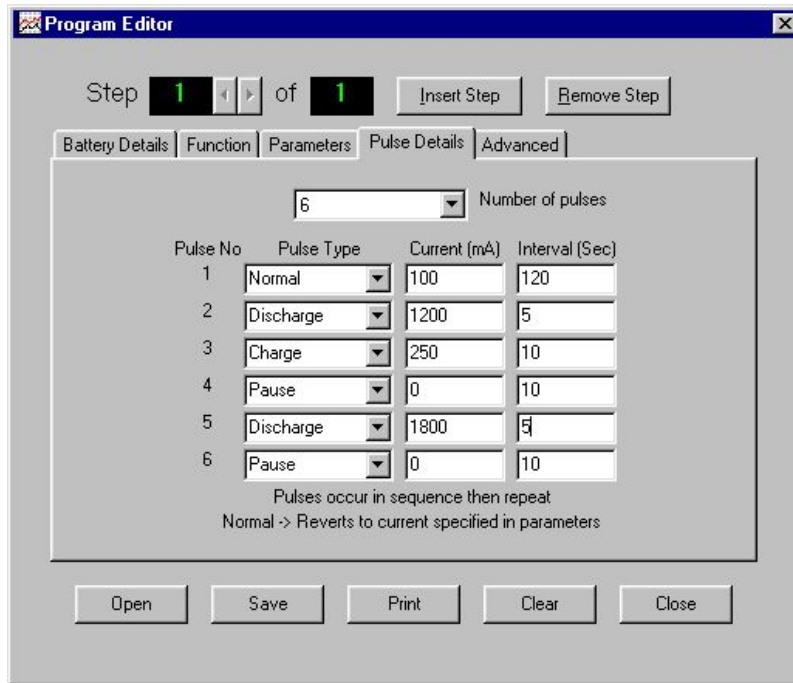 Program Editor
Step 1 of 1 Insert Step Remove Step
Battery Details Function Parameters Pulse Details Advanced
6 Number of pulses
Pulse No Pulse Type Current (mA) Interval (Sec)
1 Normal 100 120
2 Discharge 1200 5
3 Charge 250 10
4 Pause 0 10
5 Discharge 1800 5
6 Pause 0 10
Pulses occur in sequence then repeat
Normal -> Reverts to current specified in parameters
Open Save Print Clear Close